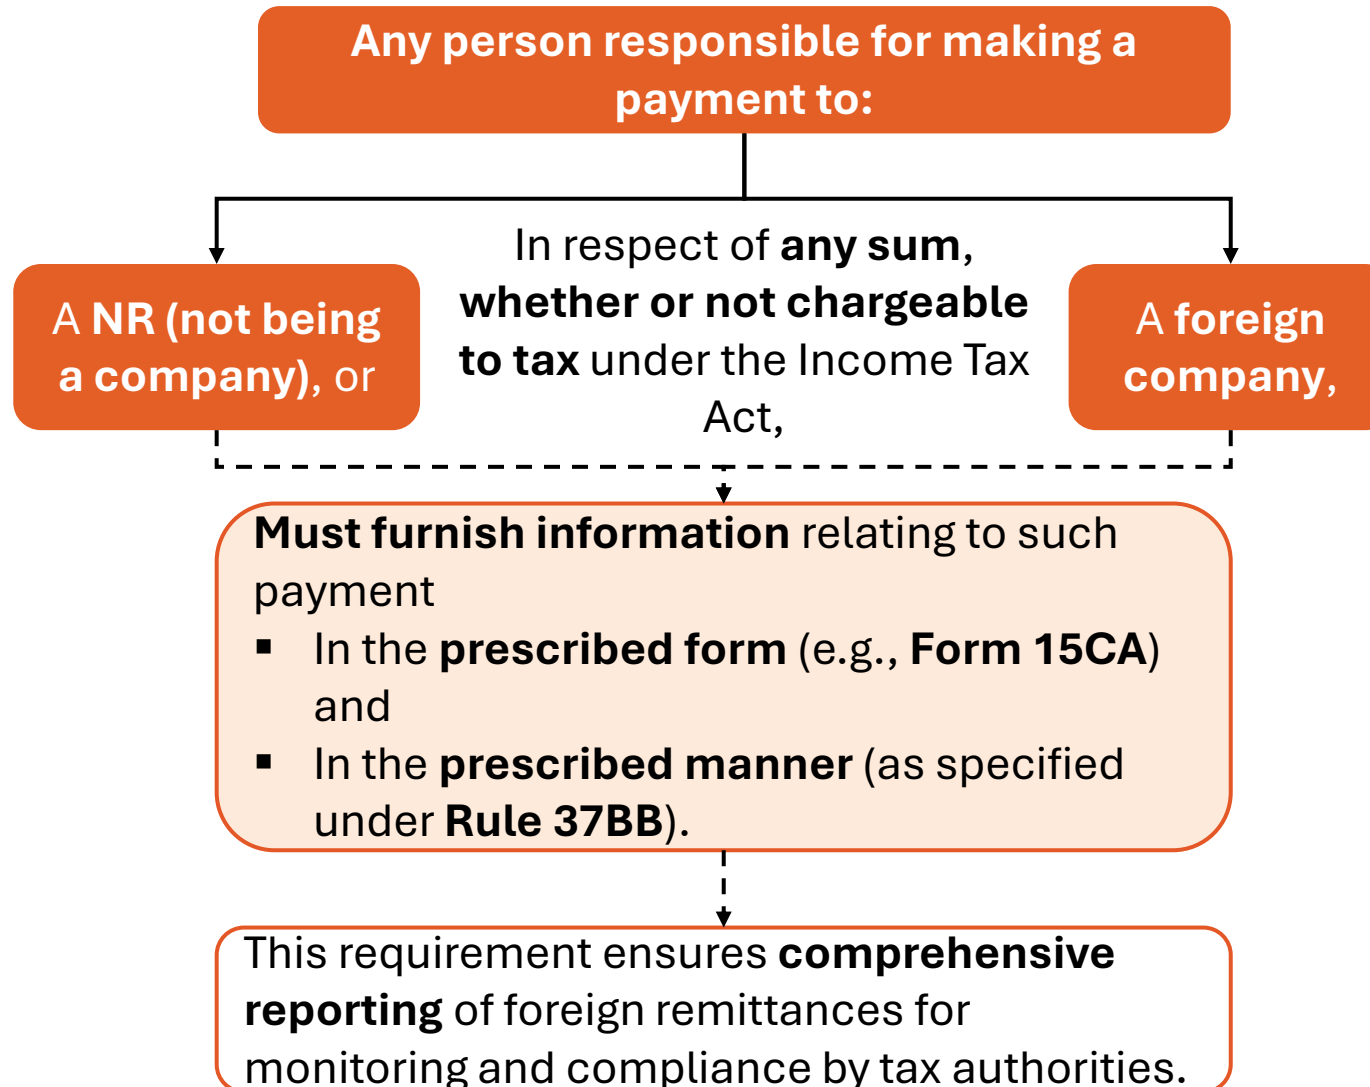 Any person responsible for making a
payment to:
A NR (not being
a company), or
In respect of any sum,
whether or not chargeable
to tax under the Income Tax
Act,
A foreign
company,
Must furnish information relating to such
payment
▪ In the prescribed form (e.g., Form 15CA)
and
▪ In the prescribed manner (as specified
under Rule 37BB).
This requirement ensures comprehensive
reporting of foreign remittances for
monitoring and compliance by tax authorities.